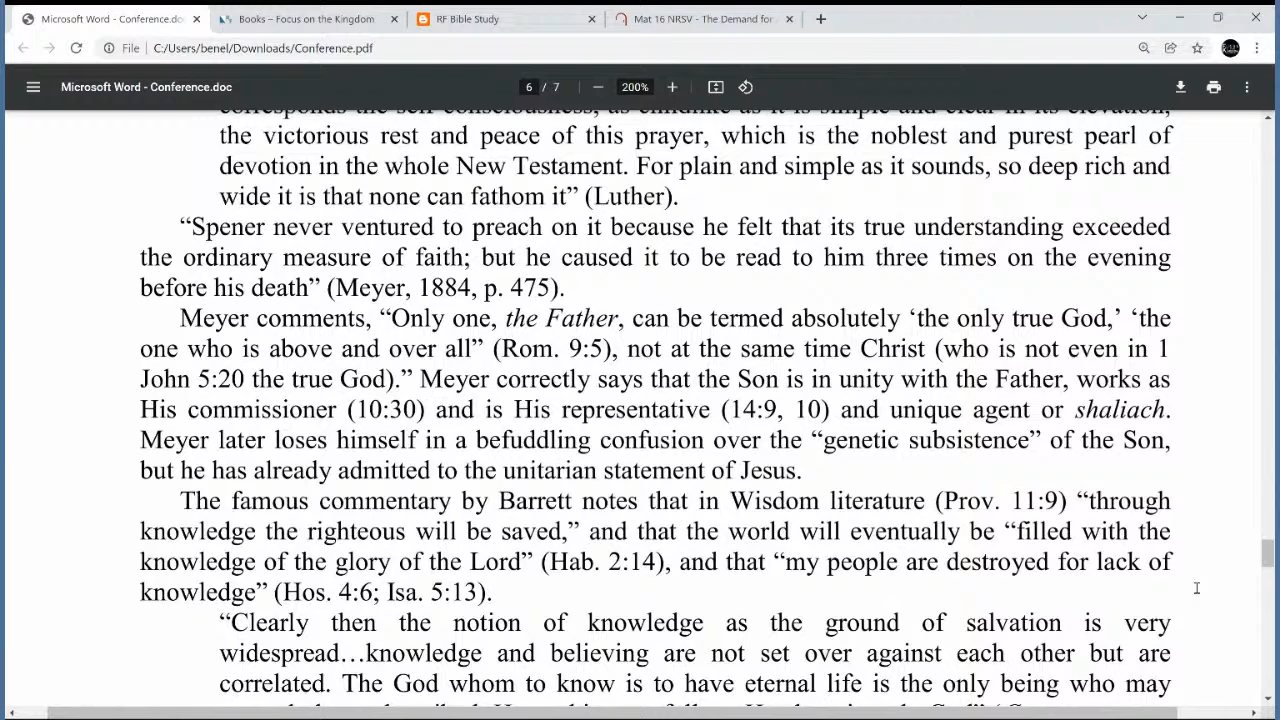 Microsoft Word - Conference.do
Books – Focus on the Kingdom
RF Bible Study
Mat 16 NRSV - The Demand for
File C:/Users/benel/Downloads/Conference.pdf
Microsoft Word - Conference.doc
6 / 7
200%
the victorious rest and peace of this prayer, which is the noblest and purest pearl of
devotion in the whole New Testament. For plain and simple as it sounds, so deep rich and
wide it is that none can fathom it” (Luther).
“Spener never ventured to preach on it because he felt that its true understanding exceeded
the ordinary measure of faith; but he caused it to be read to him three times on the evening
before his death” (Meyer, 1884, p. 475).
Meyer comments, “Only one, the Father, can be termed absolutely ‘the only true God,’ ‘the
one who is above and over all” (Rom. 9:5), not at the same time Christ (who is not even in 1
John 5:20 the true God).” Meyer correctly says that the Son is in unity with the Father, works as
His commissioner (10:30) and is His representative (14:9, 10) and unique agent or shaliach.
Meyer later loses himself in a befuddling confusion over the “genetic subsistence” of the Son,
but he has already admitted to the unitarian statement of Jesus.
The famous commentary by Barrett notes that in Wisdom literature (Prov. 11:9) “through
knowledge the righteous will be saved,” and that the world will eventually be “filled with the
knowledge of the glory of the Lord” (Hab. 2:14), and that “my people are destroyed for lack of
knowledge” (Hos. 4:6; Isa. 5:13).
“Clearly then the notion of knowledge as the ground of salvation is very
widespread…knowledge and believing are not set over against each other but are
correlated. The God whom to know is to have eternal life is the only being who may